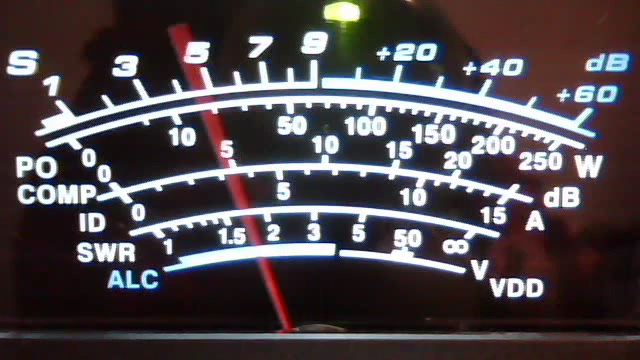 S 1 3 5 7 9 +20 +40 +60 dB
PO 0 10 50 100 150 200 250 W
COMP 0 5 10 15 20 dB
ID 0 5 10 15 A
SWR 1 1.5 2 3 5 ∞
ALC 50 V VDD